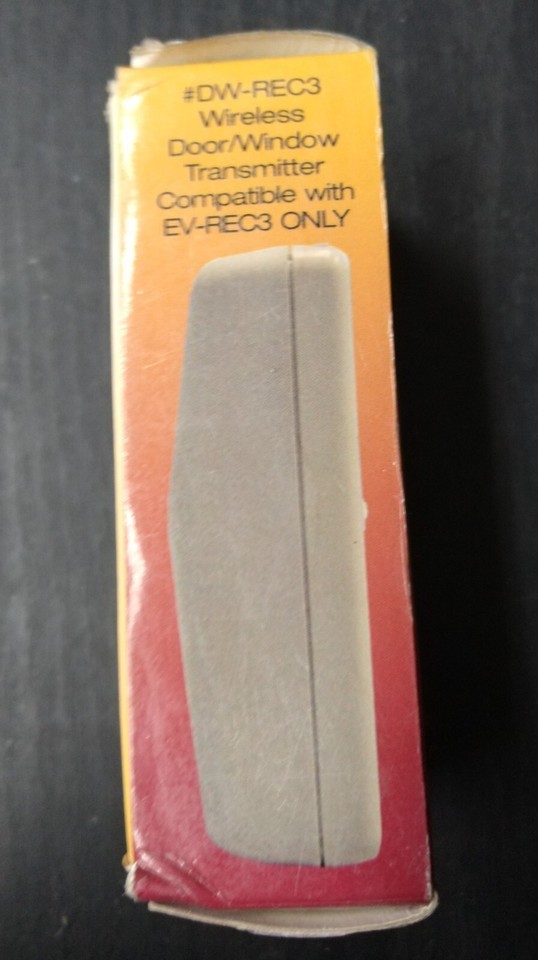 #DW-REC3
Wireless
Door/Window
Transmitter
Compatible with
EV-REC3 ONLY